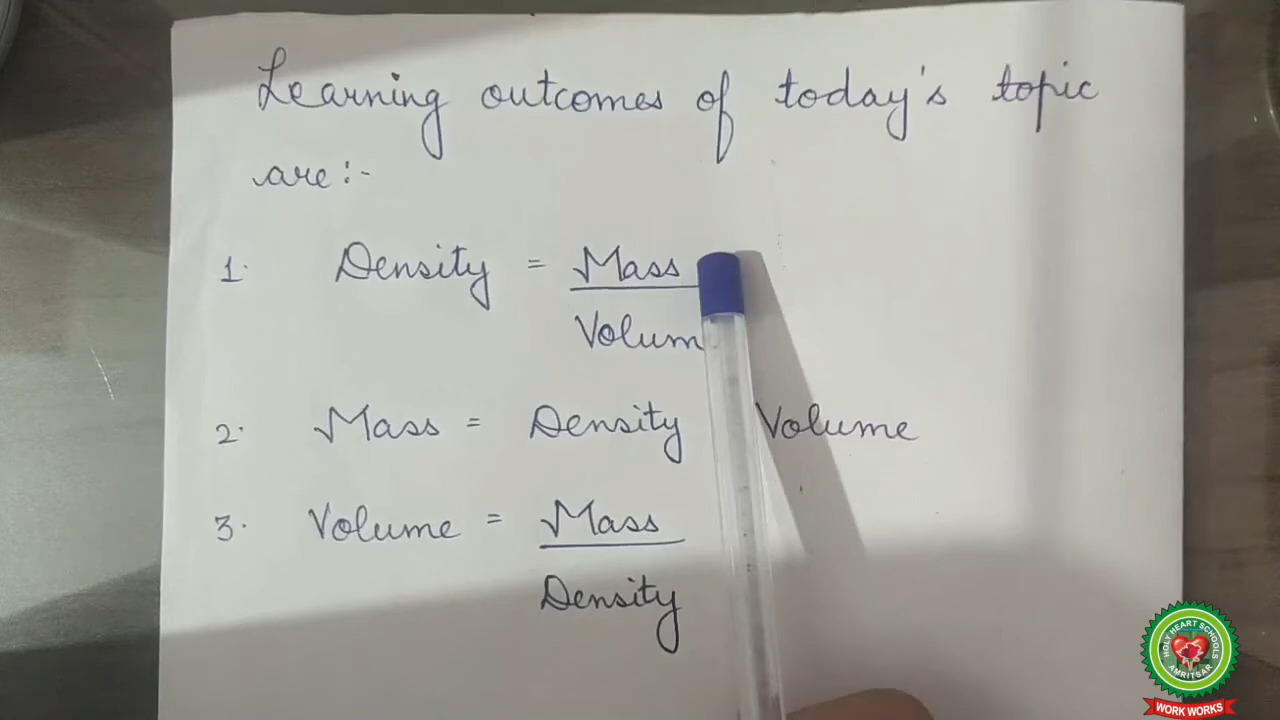 Learning outcomes of today's topic
are:-
1. Density = Mass
Volum
2. Mass = Density Volume
3. Volume = Mass
Density
HOLY HEART SCHOOLS
AMRITSAR
WORK WORKS